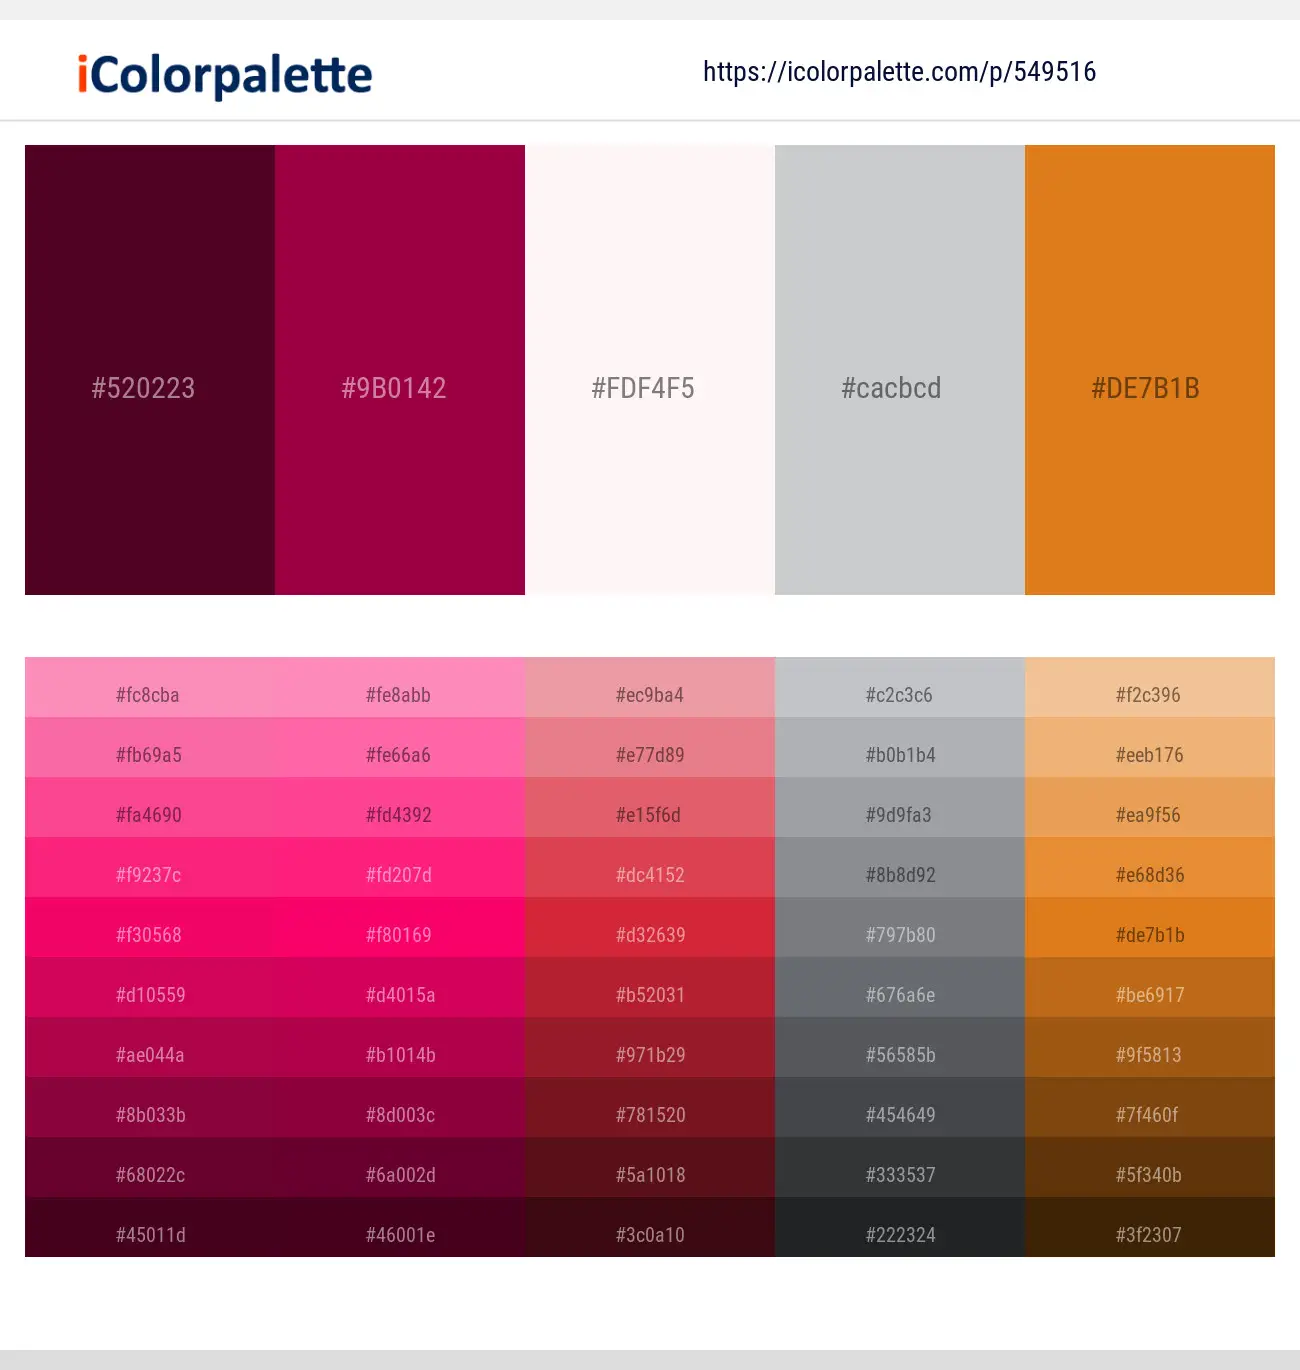 iColorpalette
https://icolorpalette.com/p/549516
#520223 #9B0142 #FDF4F5 #cacbcd #DE7B1B
#fc8cba #fe8abb #ec9ba4 #c2c3c6 #f2c396
#fb69a5 #fe66a6 #e77d89 #b0b1b4 #eeb176
#fa4690 #fd4392 #e15f6d #9d9fa3 #ea9f56
#f9237c #fd207d #dc4152 #8b8d92 #e68d36
#f30568 #f80169 #d32639 #797b80 #de7b1b
#d10559 #d4015a #b52031 #676a6e #be6917
#ae044a #b1014b #971b29 #56585b #9f5813
#8b033b #8d003c #781520 #454649 #7f460f
#68022c #6a002d #5a1018 #333537 #5f340b
#45011d #46001e #3c0a10 #222324 #3f2307